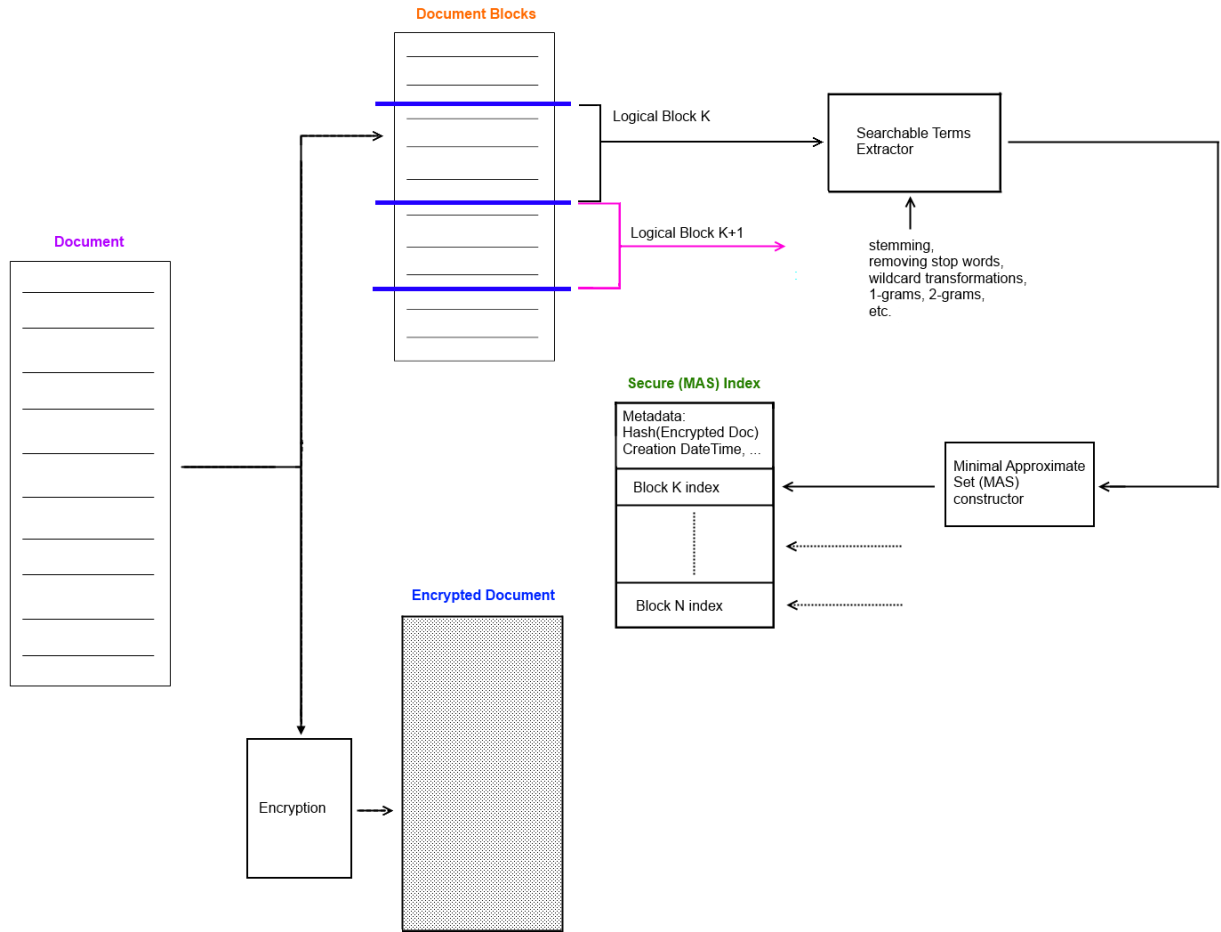 Document Blocks
Logical Block K
Searchable Terms
Extractor
Logical Block K+1
stemming,
removing stop words,
wildcard transformations,
1-grams, 2-grams,
etc.
Document
Secure (MAS) Index
Metadata:
Hash(Encrypted Doc)
Creation DateTime, ...
Block K index
Block N index
Minimal Approximate
Set (MAS)
constructor
Encrypted Document
Encryption